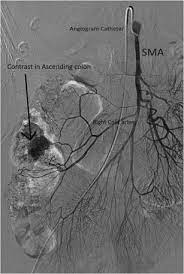 Angiogram Catheter
SMA
Contrast in Ascending colon
Right Colic artery